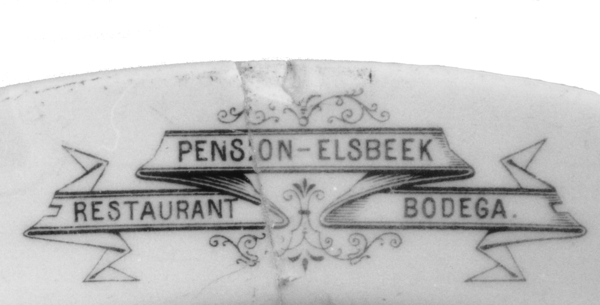 PENSION-ELSBEEK
RESTAURANT BODEGA.